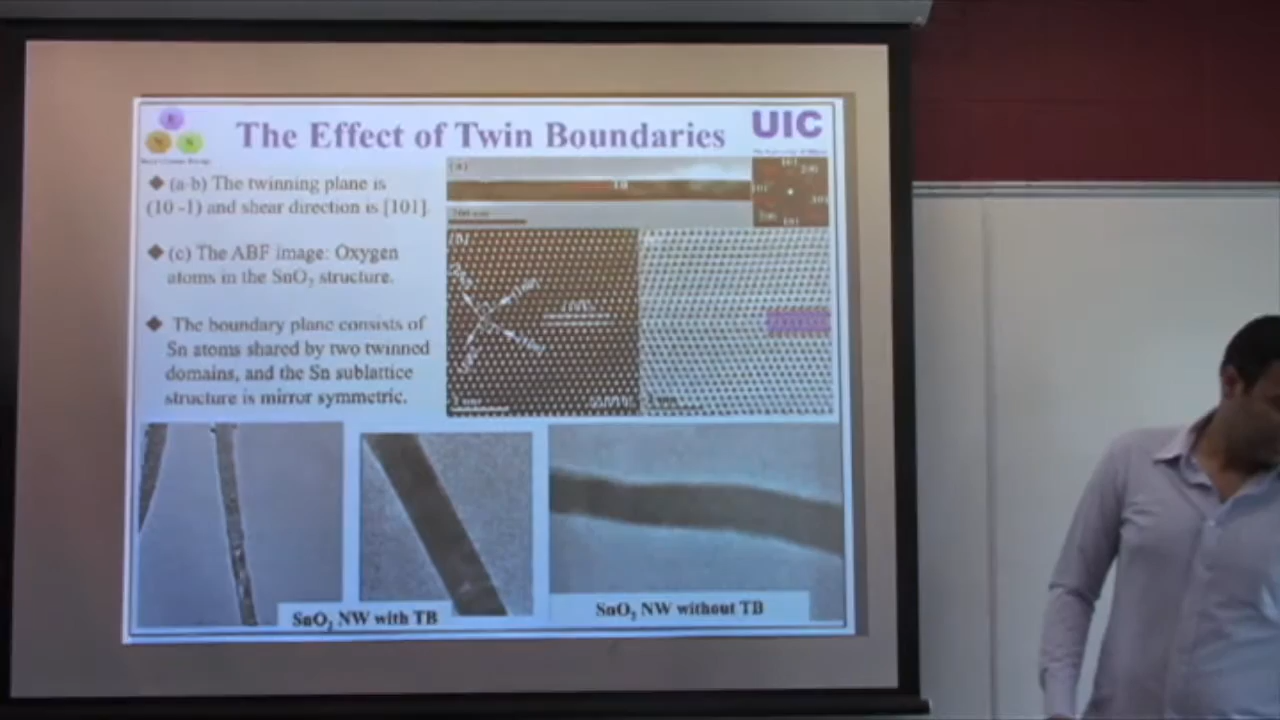 The Effect of Twin Boundaries
UIC
◆ (a-b) The twinning plane is
(10 -1) and shear direction is [101].
◆ (c) The ABF image: Oxygen
atoms in the SnO₂ structure.
◆ The boundary plane consists of
Sn atoms shared by two twinned
domains, and the Sn sublattice
structure is mirror symmetric.
SnO₂ NW with TB
SnO₂ NW without TB